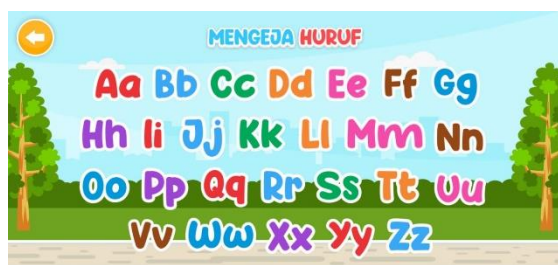 MENGEJA HURUF
Aa Bb Cc Dd Ee Ff Gg
Hh Ii Jj Kk Ll Mm Nn
Oo Pp Qq Rr Ss Tt Uu
Vv Ww Xx Yy Zz